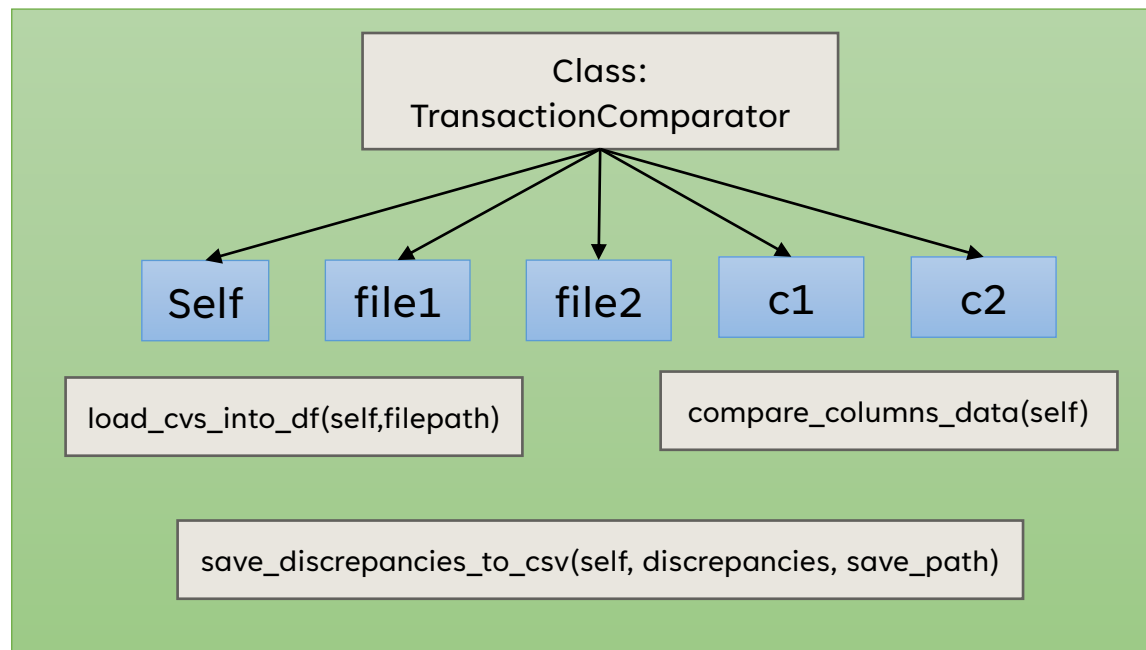 Class:
TransactionComparator
Self
file1
file2
c1
c2
load_cvs_into_df(self,filepath)
compare_columns_data(self)
save_discrepancies_to_csv(self, discrepancies, save_path)